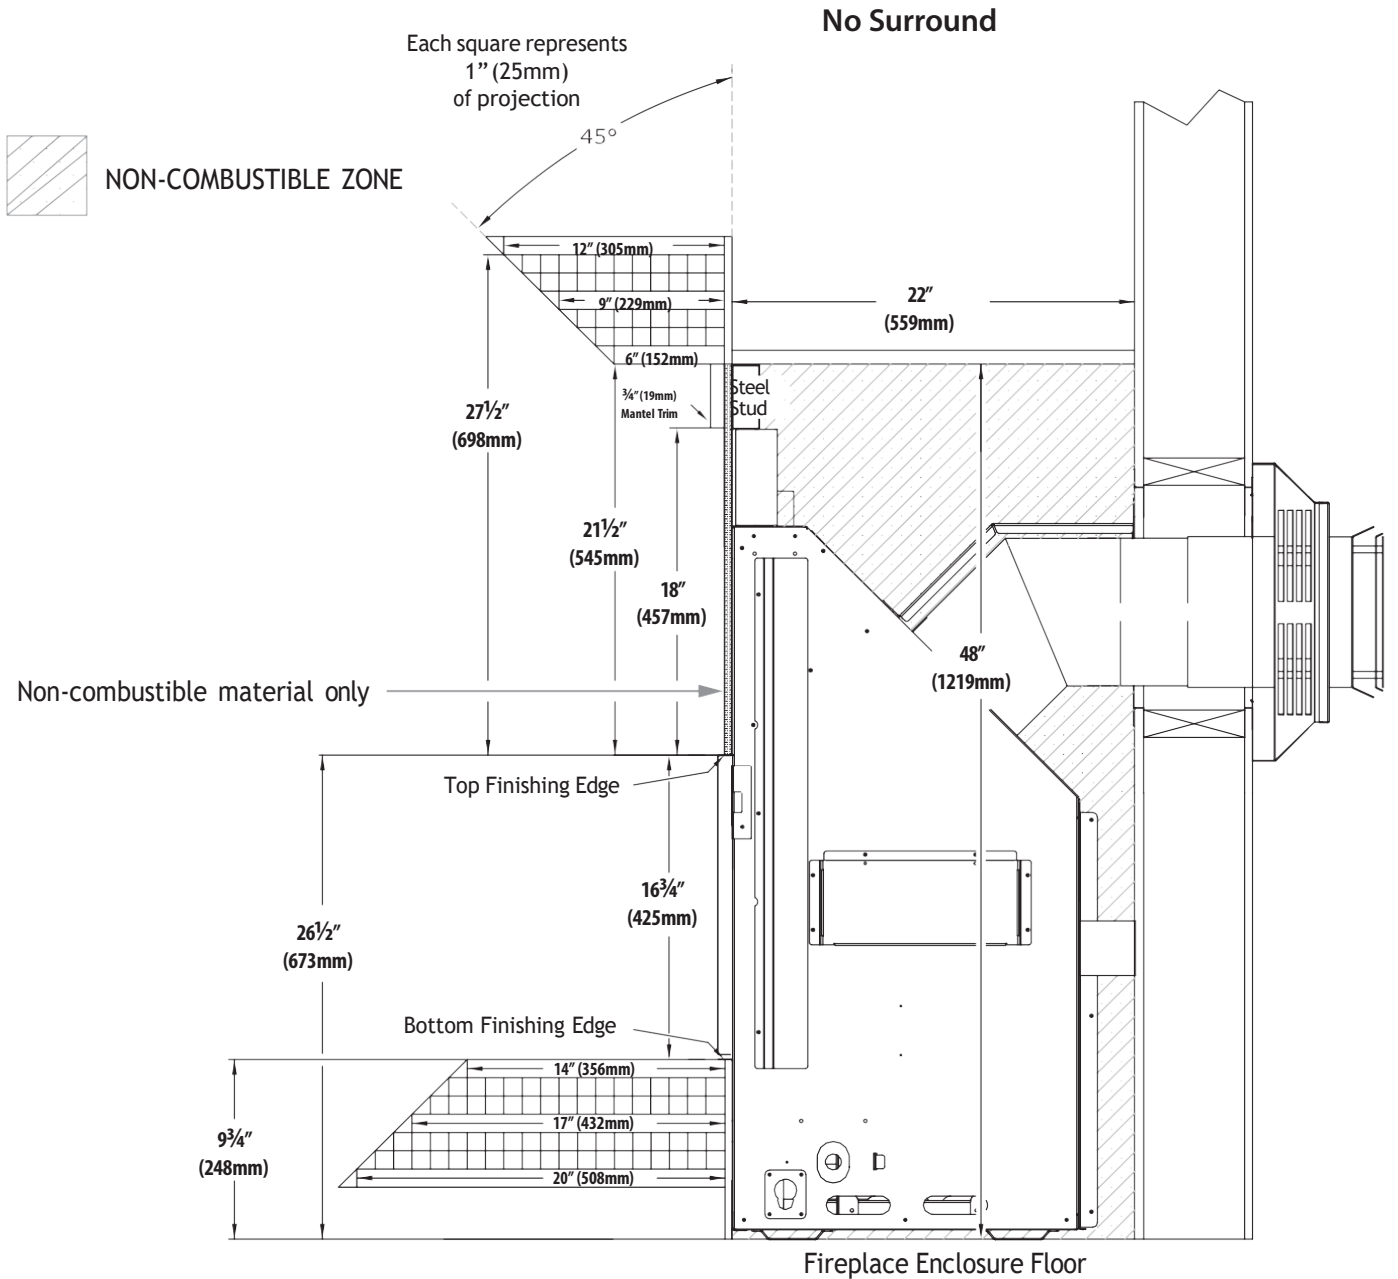 No Surround
Each square represents
1” (25mm)
of projection
45°
NON-COMBUSTIBLE ZONE
12” (305mm)
9” (229mm)
6” (152mm)
22”
(559mm)
Steel
Stud
¾” (19mm)
Mantel Trim
27½”
(698mm)
21½”
(545mm)
18”
(457mm)
48”
(1219mm)
Non-combustible material only
Top Finishing Edge
16¾”
(425mm)
26½”
(673mm)
Bottom Finishing Edge
14” (356mm)
17” (432mm)
20” (508mm)
9¾”
(248mm)
Fireplace Enclosure Floor